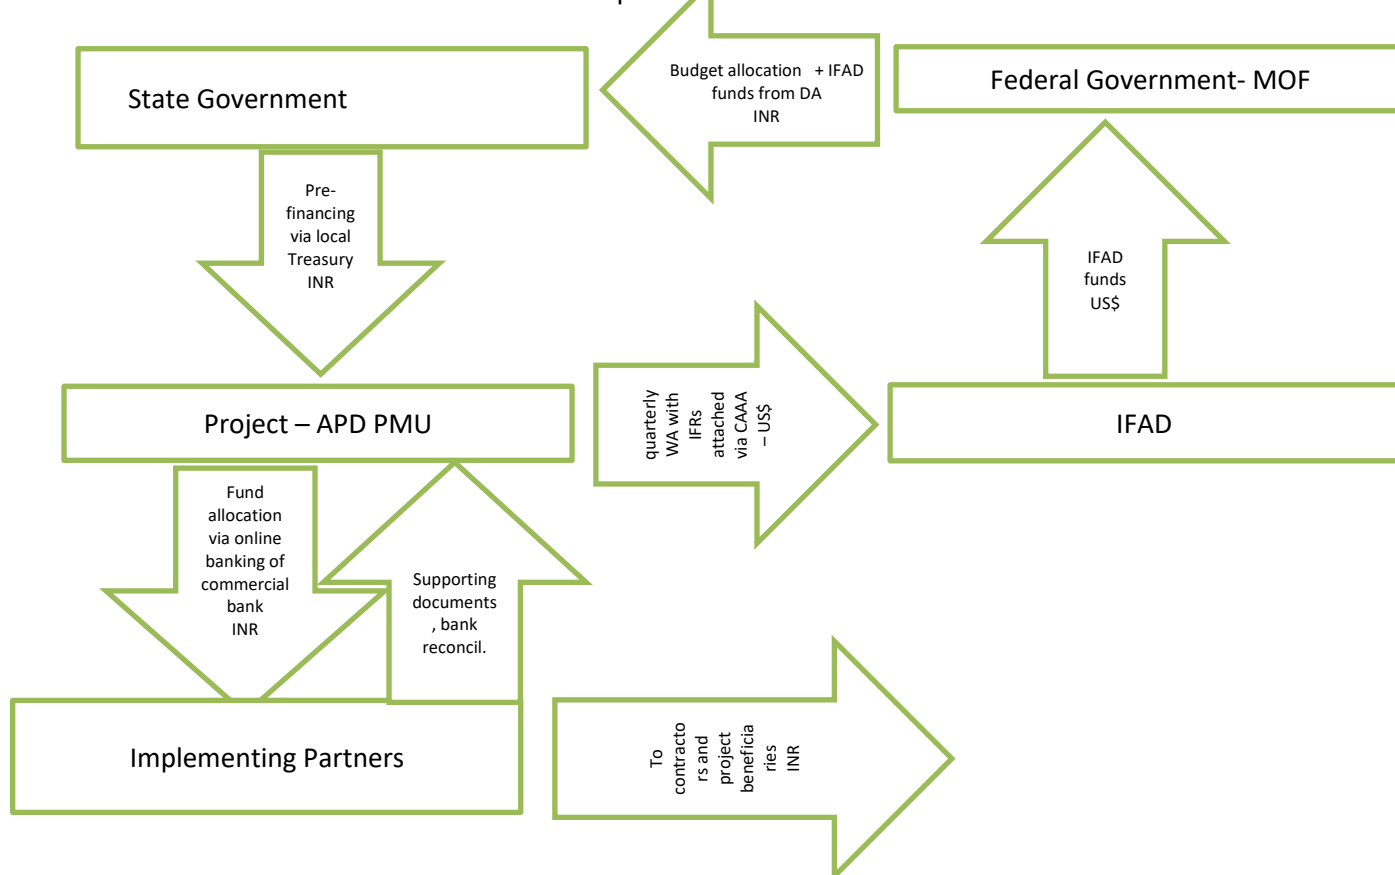 State Government
Budget allocation + IFAD
funds from DA
INR
Federal Government- MOF
Pre-
financing
via local
Treasury
INR
IFAD
funds
US$
Project – APD PMU
quarterly
WA with
IFRs
attached
via CAAA
– US$
IFAD
Fund
allocation
via online
banking of
commercial
bank
INR
Supporting
documents
, bank
reconcil.
Implementing Partners
To
contracto
rs and
project
beneficia
ries
INR